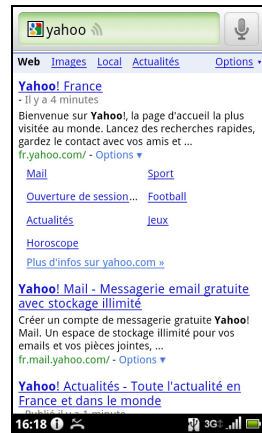 yahoo
Web Images Local Actualités Options
Yahoo! France
- Il y a 4 minutes
Bienvenue sur Yahoo!, la page d'accueil la plus
visitée au monde. Lancez des recherches rapides,
gardez le contact avec vos amis et ...
fr.yahoo.com/ - Options ▾
Mail Sport
Ouverture de session... Football
Actualités Jeux
Horoscope
Plus d'infos sur yahoo.com »
Yahoo! Mail - Messagerie email gratuite
avec stockage illimité
Créer un compte de messagerie gratuite Yahoo!
Mail. Un espace de stockage illimité pour vos
emails et vos pièces jointes, ...
fr.mail.yahoo.com/ - Options ▾
Yahoo! Actualités - Toute l'actualité en
France et dans le monde
- Publié il y a 1 minute
16:18 3G